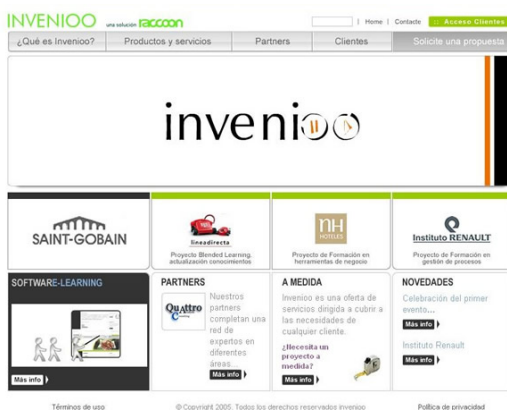 INVENIOO una solución raccoon
| Home | Contacte :: Acceso Clientes
¿Qué es Invenioo? Productos y servicios Partners Clientes Solicite una propuesta
invenioo
SAINT-GOBAIN
lineadirecta
Proyecto Blended Learning.
actualización conocimientos
nh
HOTELES
Proyecto de Formación en
herramientas de negocio
Instituto RENAULT
Proyecto de Formación en
gestión de procesos
SOFTWARE-LEARNING
Más info
PARTNERS
Quattro
Nuestros
partners
completan una
red de
expertos en
diferentes
áreas...
Más info
A MEDIDA
Invenioo es una oferta de
servicios dirigida a cubrir a
las necesidades de
cualquier cliente.
¿Necesita un
proyecto a
medida?
Más info
NOVEDADES
Celebración del primer
evento...
Más info
Instituto Renault
Más info
Términos de uso © Copyright 2005. Todos los derechos reservados invenioo Política de privacidad